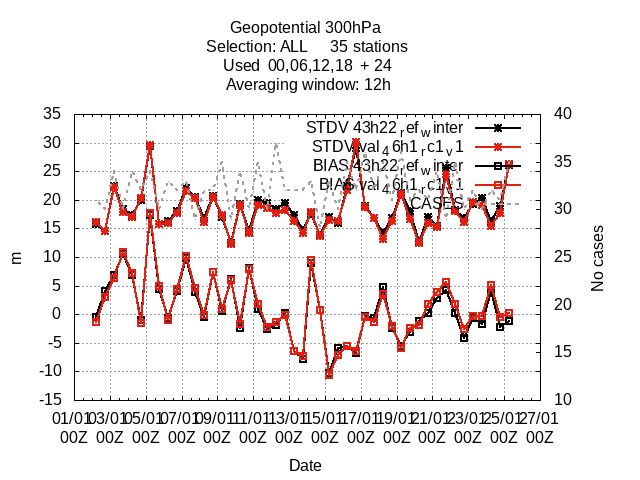 Geopotential 300hPa
Selection: ALL 35 stations
Used 00,06,12,18 + 24
Averaging window: 12h
35 40
STDV 43h22refwinter
30 STDV val46h1rc1v1 35
25 BIAS 43h22refwinter
BIAS val46h1rc1v1
20 CASES 30
15
10 25
m No cases
5
0 20
-5 15
-10
-15 10
01/01 03/01 05/01 07/01 09/01 11/01 13/01 15/01 17/01 19/01 21/01 23/01 25/01 27/01
00Z 00Z 00Z 00Z 00Z 00Z 00Z 00Z 00Z 00Z 00Z 00Z 00Z 00Z
Date